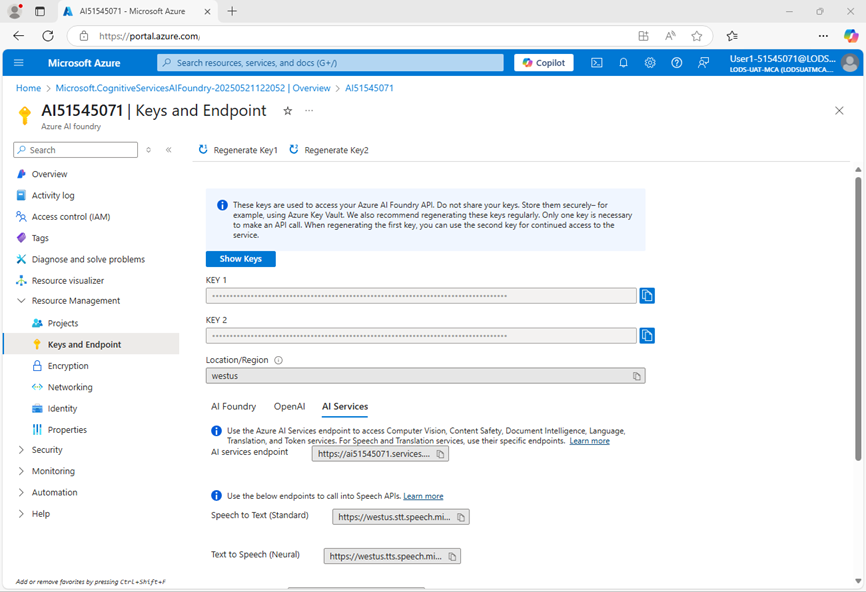 AI51545071 - Microsoft Azure
https://portal.azure.com
Microsoft Azure
Search resources, services, and docs (G+/)
Copilot
User1-51545071@LODS...
LODS-UAT-MCA (LODSUATMCA....
Home > Microsoft.CognitiveServicesAIFoundry-20250521122052 | Overview > AI51545071
AI51545071 | Keys and Endpoint
Azure AI foundry
Search
Regenerate Key1
Regenerate Key2
Overview
Activity log
Access control (IAM)
Tags
Diagnose and solve problems
Resource visualizer
Resource Management
Projects
Keys and Endpoint
Encryption
Networking
Identity
Properties
Security
Monitoring
Automation
Help
Add or remove favorites by pressing Ctrl+Shift+F
These keys are used to access your Azure AI Foundry API. Do not share your keys. Store them securely– for
example, using Azure Key Vault. We also recommend regenerating these keys regularly. Only one key is necessary
to make an API call. When regenerating the first key, you can use the second key for continued access to the
service.
Show Keys
KEY 1
KEY 2
Location/Region
westus
AI Foundry
OpenAI
AI Services
Use the Azure AI Services endpoint to access Computer Vision, Content Safety, Document Intelligence, Language,
Translation, and Token services. For Speech and Translation services, use their specific endpoints. Learn more
AI services endpoint
https://ai51545071.services....
Use the below endpoints to call into Speech APIs. Learn more
Speech to Text (Standard)
https://westus.stt.speech.mi...
Text to Speech (Neural)
https://westus.tts.speech.mi...